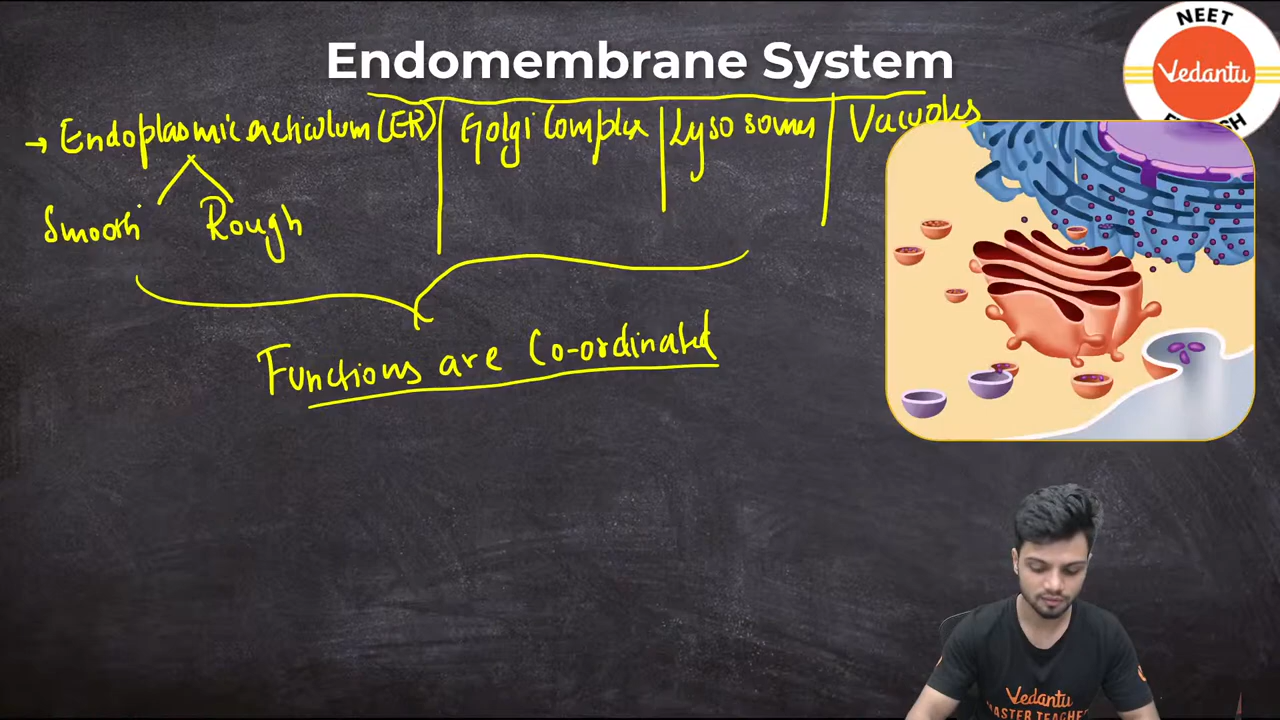 Endomembrane System
NEET
Vedantu
ENGLISH
→ Endoplasmic reticulum (ER)
Golgi Complex
Lysosomes
Vacuoles
Smooth
Rough
Functions are Co-ordinated
Vedantu
MASTER TEACHER